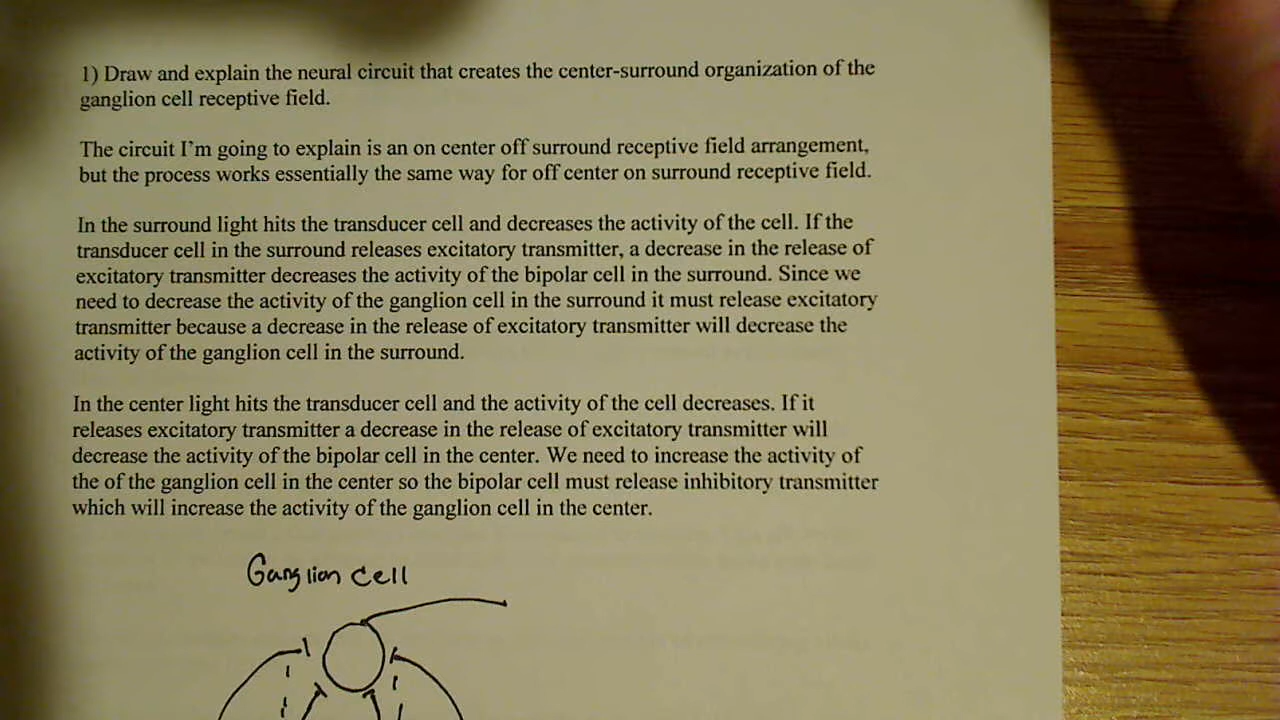 1) Draw and explain the neural circuit that creates the center-surround organization of the
ganglion cell receptive field.
The circuit I'm going to explain is an on center off surround receptive field arrangement,
but the process works essentially the same way for off center on surround receptive field.
In the surround light hits the transducer cell and decreases the activity of the cell. If the
transducer cell in the surround releases excitatory transmitter, a decrease in the release of
excitatory transmitter decreases the activity of the bipolar cell in the surround. Since we
need to decrease the activity of the ganglion cell in the surround it must release excitatory
transmitter because a decrease in the release of excitatory transmitter will decrease the
activity of the ganglion cell in the surround.
In the center light hits the transducer cell and the activity of the cell decreases. If it
releases excitatory transmitter a decrease in the release of excitatory transmitter will
decrease the activity of the bipolar cell in the center. We need to increase the activity of
the of the ganglion cell in the center so the bipolar cell must release inhibitory transmitter
which will increase the activity of the ganglion cell in the center.
Ganglion cell